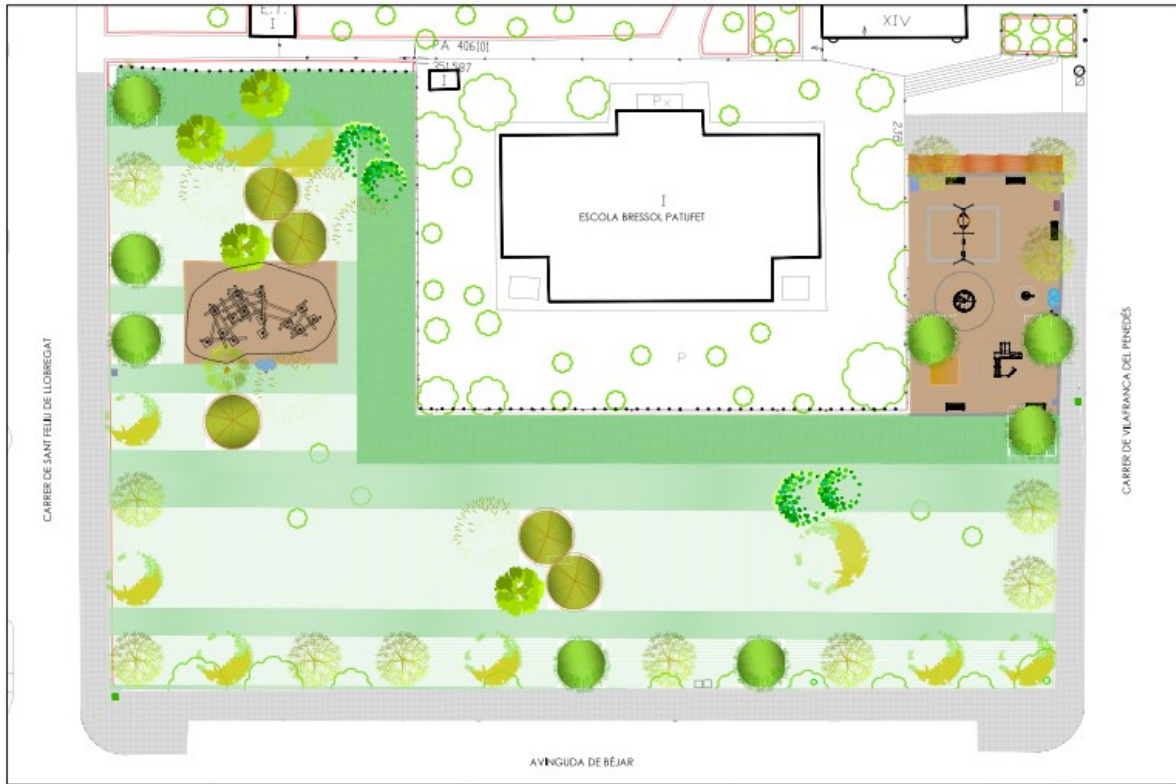 E.T.
I
XIV
PA 406101
351587
I
Px
238
I
ESCOLA BRESSOL PATUFET
P
CARRER DE SANT FELIU DE LLOBREGAT
CARRER DE VILAFRANCA DEL PENEDÈS
AVINGUDA DE BÉJAR